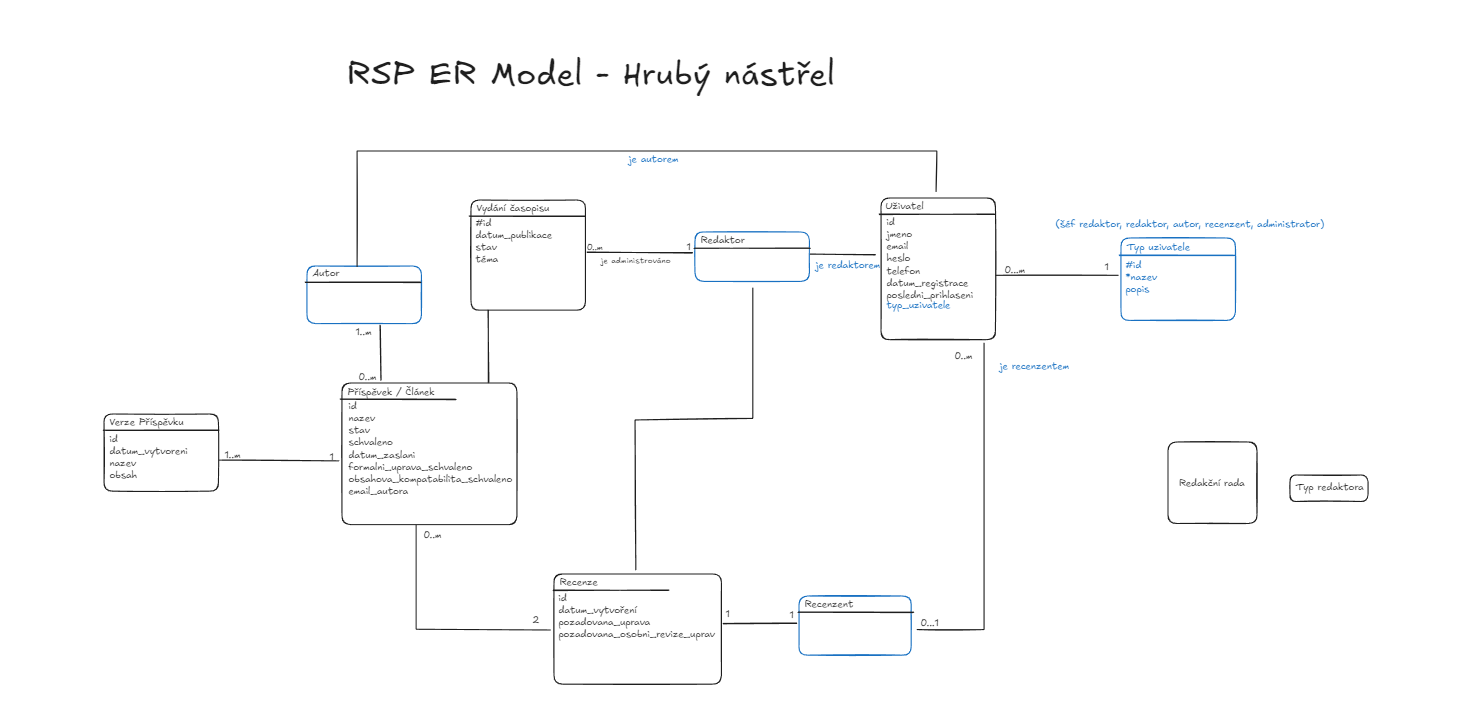 RSP ER Model - Hrubý nástřel
je autorem
Vydání časopisu
#id
datum_publikace
stav
téma
0..m
1
je administrováno
Redaktor
je redaktorem
Uživatel
id
jmeno
email
heslo
telefon
datum_registrace
posledni_prihlaseni
typ_uzivatele
(šéf redaktor, redaktor, autor, recenzent, administrator)
Typ uzivatele
#id
*nazev
popis
0...m
1
Autor
1..m
0..m
0..m
je recenzentem
Příspěvek / Článek
id
nazev
stav
schvaleno
datum_zaslani
formalni_uprava_schvaleno
obsahova_kompatabilita_schvaleno
email_autora
Verze Příspěvku
id
datum_vytvoreni
nazev
obsah
1..m
1
Redakční rada
Typ redaktora
0..m
2
Recenze
id
datum_vytvoření
pozadovana_uprava
pozadovana_osobni_revize_uprav
1
1
Recenzent
0...1